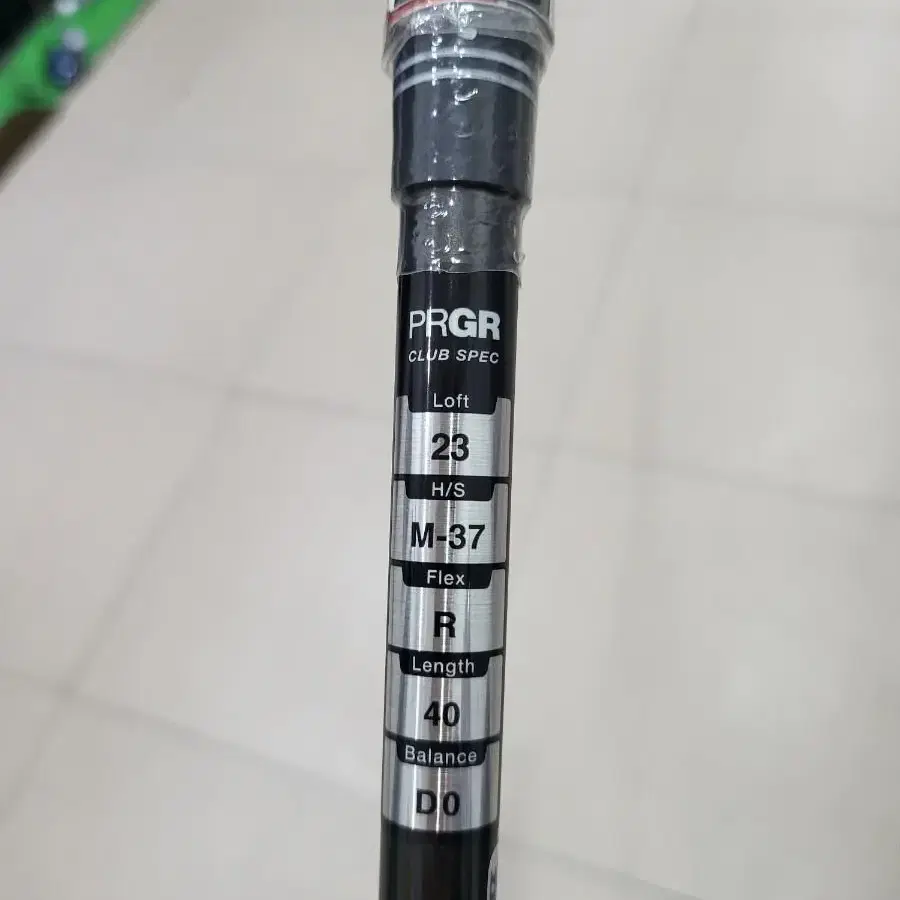 PRGR
CLUB SPEC
Loft
23
H/S
M-37
Flex
R
Length
40
Balance
D0